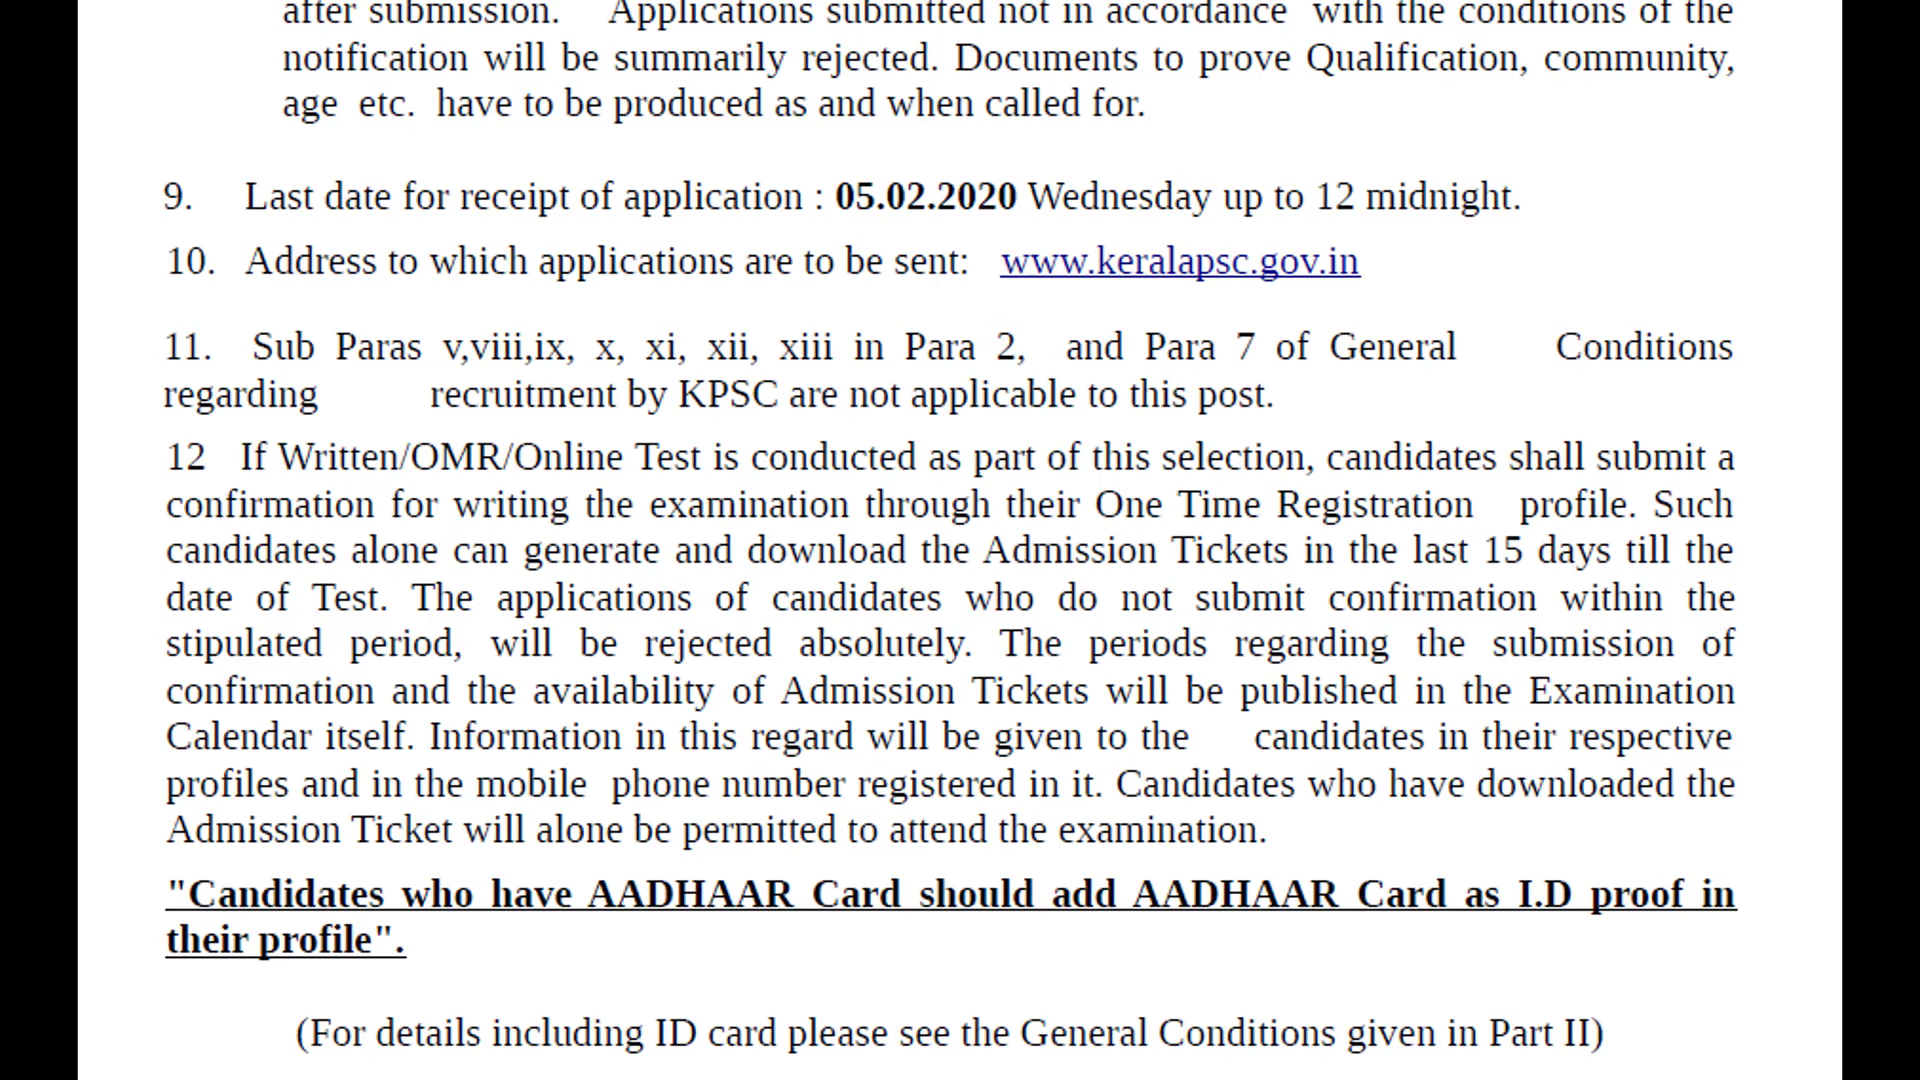 after submission. Applications submitted not in accordance with the conditions of the
notification will be summarily rejected. Documents to prove Qualification, community,
age etc. have to be produced as and when called for.
9. Last date for receipt of application : 05.02.2020 Wednesday up to 12 midnight.
10. Address to which applications are to be sent: www.keralapsc.gov.in
11. Sub Paras v,viii,ix, x, xi, xii, xiii in Para 2, and Para 7 of General Conditions
regarding recruitment by KPSC are not applicable to this post.
12 If Written/OMR/Online Test is conducted as part of this selection, candidates shall submit a
confirmation for writing the examination through their One Time Registration profile. Such
candidates alone can generate and download the Admission Tickets in the last 15 days till the
date of Test. The applications of candidates who do not submit confirmation within the
stipulated period, will be rejected absolutely. The periods regarding the submission of
confirmation and the availability of Admission Tickets will be published in the Examination
Calendar itself. Information in this regard will be given to the candidates in their respective
profiles and in the mobile phone number registered in it. Candidates who have downloaded the
Admission Ticket will alone be permitted to attend the examination.
"Candidates who have AADHAAR Card should add AADHAAR Card as I.D proof in
their profile".
(For details including ID card please see the General Conditions given in Part II)